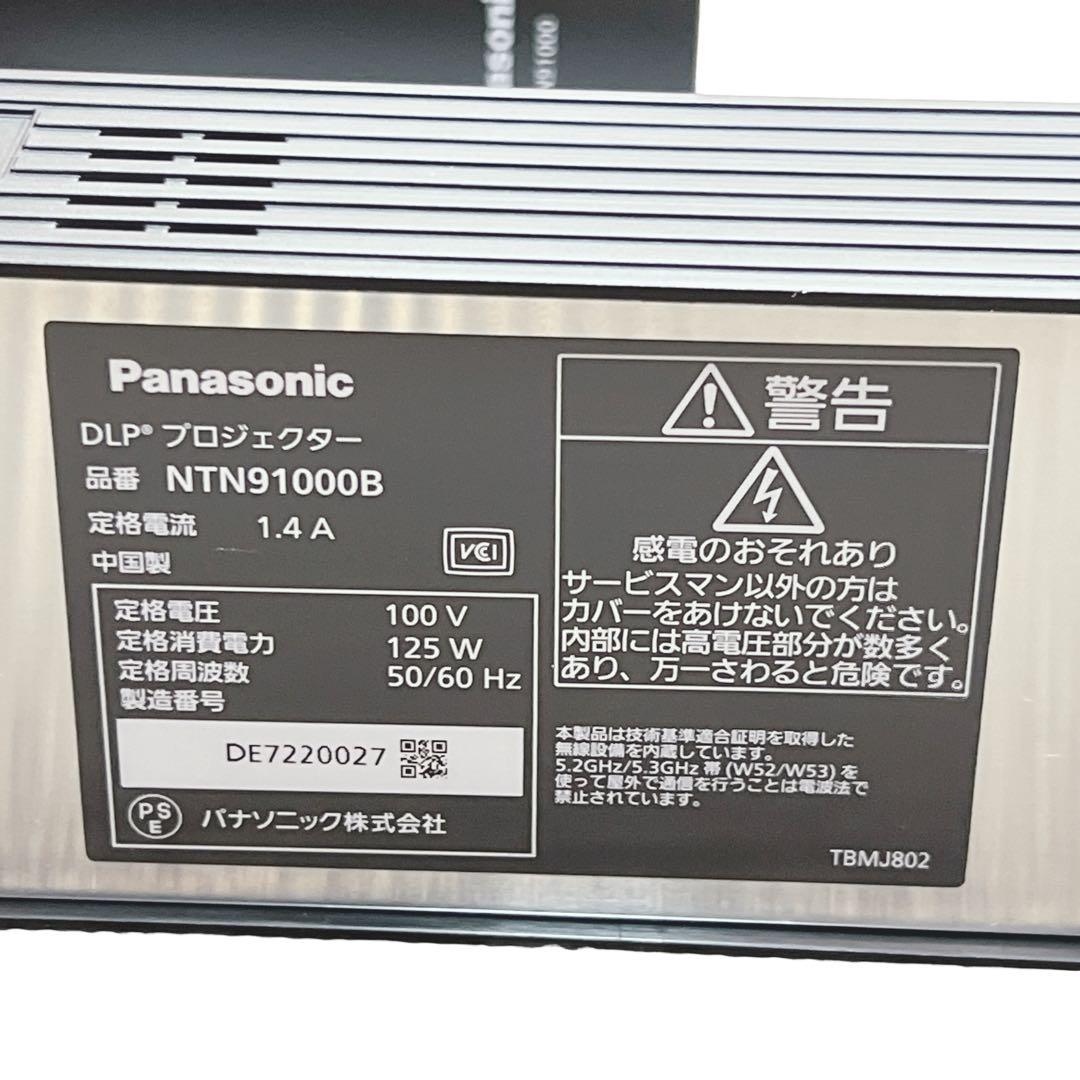 Panasonic
DLP® プロジェクター
品番 NTN91000B
定格電流 1.4 A
中国製
VCI
定格電圧 100 V
定格消費電力 125 W
定格周波数 50/60 Hz
製造番号
DE7220027
PSE パナソニック株式会社
警告
感電のおそれあり
サービスマン以外の方は
カバーをあけないでください。
内部には高電圧部分が数多く
あり、万一さわると危険です。
本製品は技術基準適合証明を取得した
無線設備を内蔵しています。
5.2GHz/5.3GHz 帯 (W52/W53) を
使って屋外で通信を行うことは電波法で
禁止されています。
TBMJ802